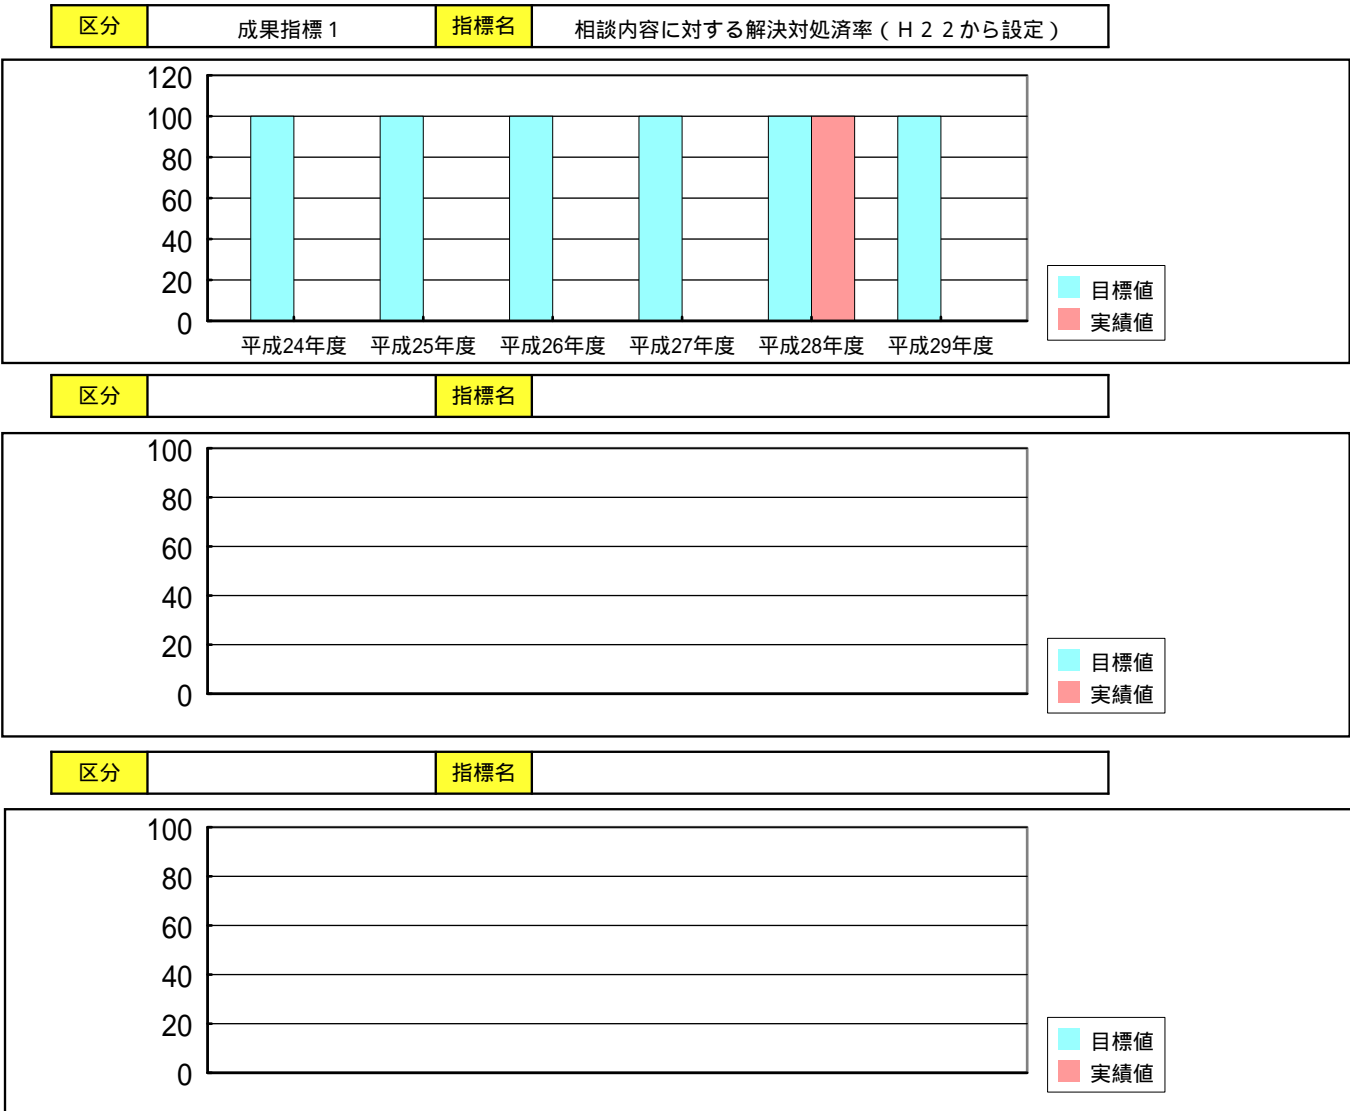 区分 成果指標１ 指標名 相談内容に対する解決対処済率（Ｈ２２から設定）
120
100
80
60
40
20
0
平成24年度 平成25年度 平成26年度 平成27年度 平成28年度 平成29年度
目標値
実績値
区分 指標名
100
80
60
40
20
0
目標値
実績値
区分 指標名
100
80
60
40
20
0
目標値
実績値